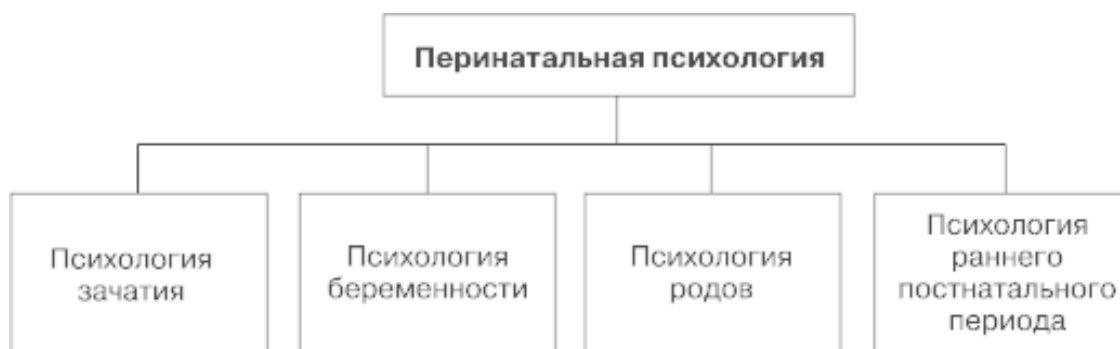 Перинатальная психология
Психология
зачатия
Психология
беременности
Психология
родов
Психология
раннего
постнатального
периода